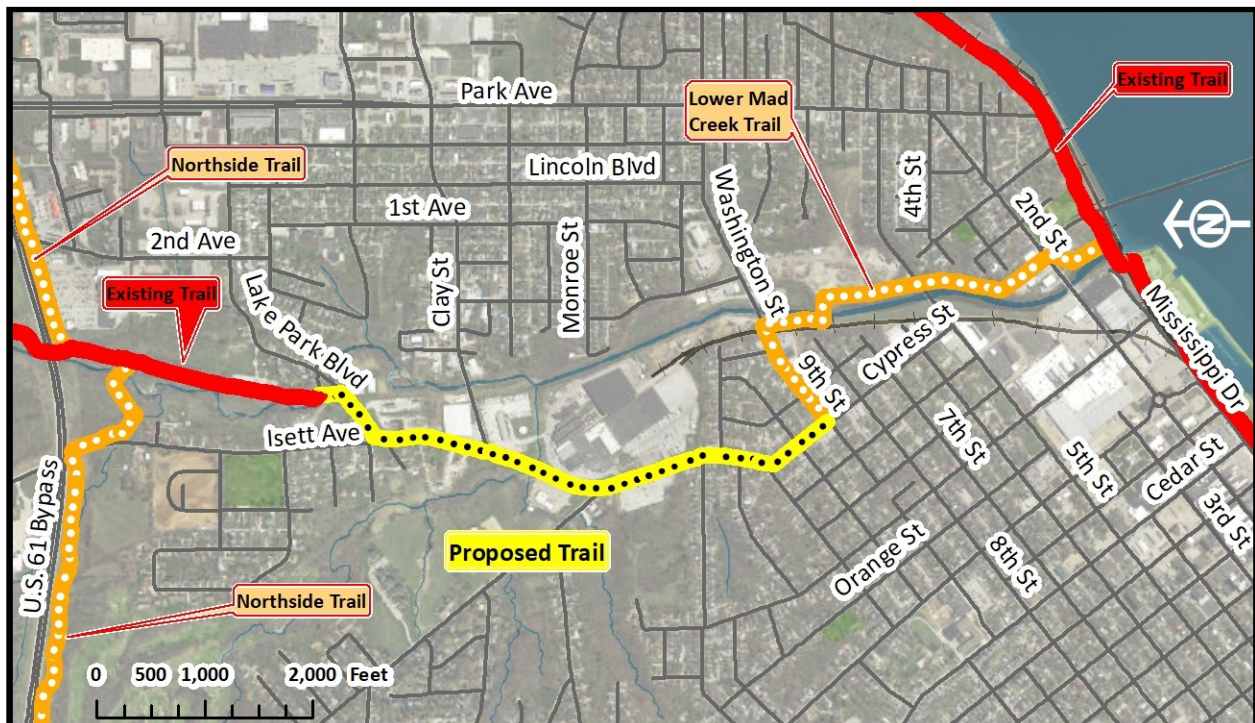 Park Ave
Existing Trail
Lower Mad
Creek Trail
Northside Trail
Lincoln Blvd
4th St
Washington St
1st Ave
2nd St
N
2nd Ave
Clay St
Monroe St
Existing Trail
Lake Park Blvd
Mississippi Dr
Cypress St
9th St
Isett Ave
7th St
5th St
Cedar St
3rd St
U.S. 61 Bypass
Proposed Trail
Orange St
8th St
Northside Trail
0 500 1,000 2,000 Feet